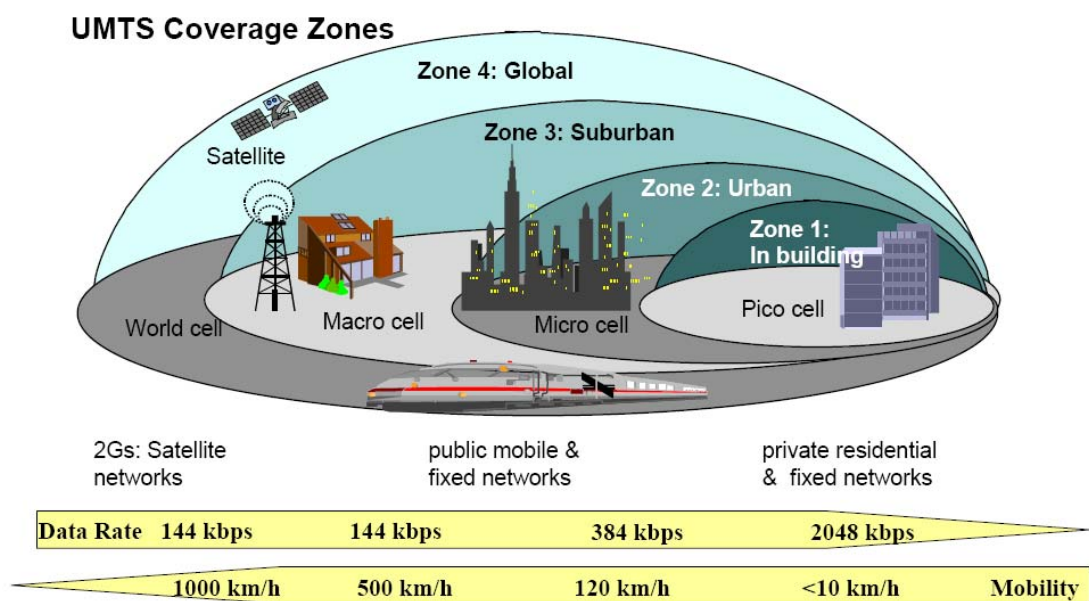 UMTS Coverage Zones
Zone 4: Global
Zone 3: Suburban
Satellite
Zone 2: Urban
Zone 1:
In building
World cell
Macro cell
Micro cell
Pico cell
2Gs: Satellite
networks
public mobile &
fixed networks
private residential
& fixed networks
Data Rate 144 kbps 144 kbps 384 kbps 2048 kbps
1000 km/h 500 km/h 120 km/h <10 km/h Mobility